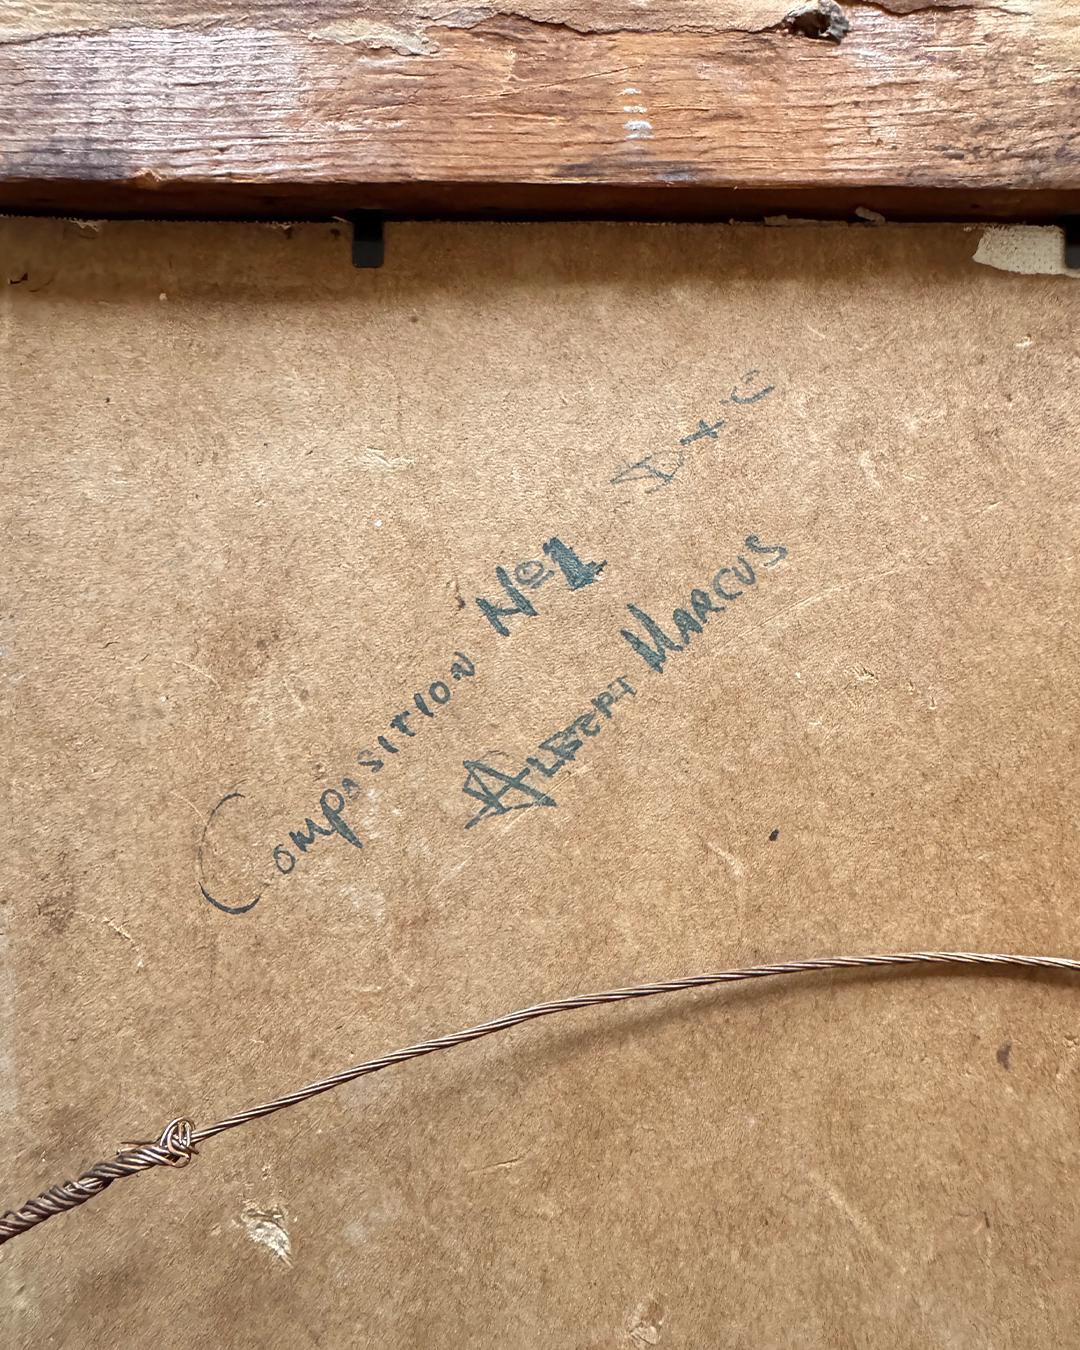 Composition Nº1
Albert Marcus